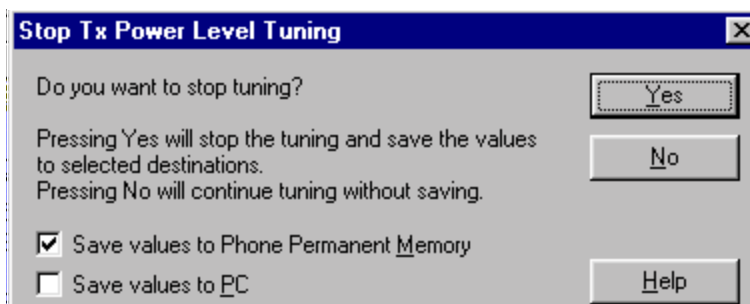 Stop Tx Power Level Tuning
Do you want to stop tuning?
Yes
Pressing Yes will stop the tuning and save the values
to selected destinations.
Pressing No will continue tuning without saving.
No
Save values to Phone Permanent Memory
Save values to PC
Help